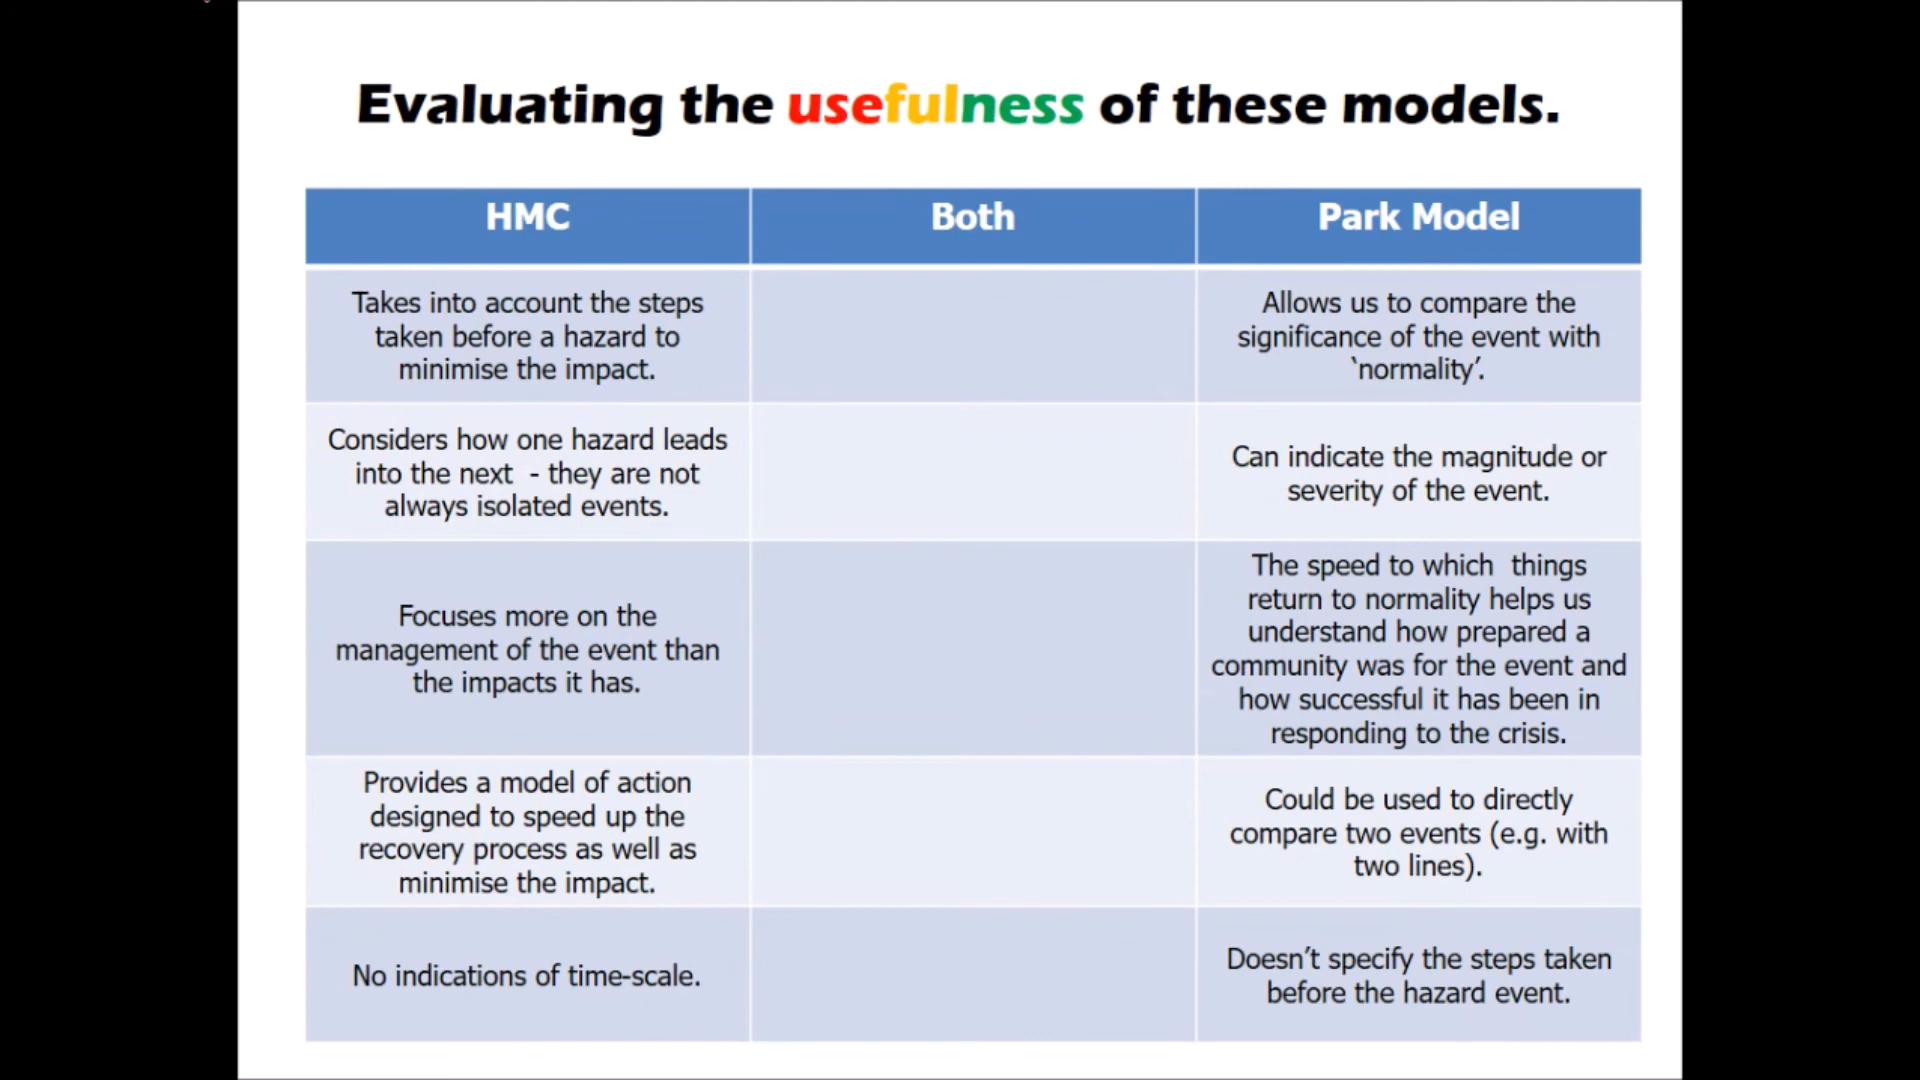 Evaluating the usefulness of these models.
HMC
Both
Park Model
Takes into account the steps
taken before a hazard to
minimise the impact.
Allows us to compare the
significance of the event with
‘normality’.
Considers how one hazard leads
into the next  - they are not
always isolated events.
Can indicate the magnitude or
severity of the event.
Focuses more on the
management of the event than
the impacts it has.
The speed to which  things
return to normality helps us
understand how prepared a
community was for the event and
how successful it has been in
responding to the crisis.
Provides a model of action
designed to speed up the
recovery process as well as
minimise the impact.
Could be used to directly
compare two events (e.g. with
two lines).
No indications of time-scale.
Doesn’t specify the steps taken
before the hazard event.